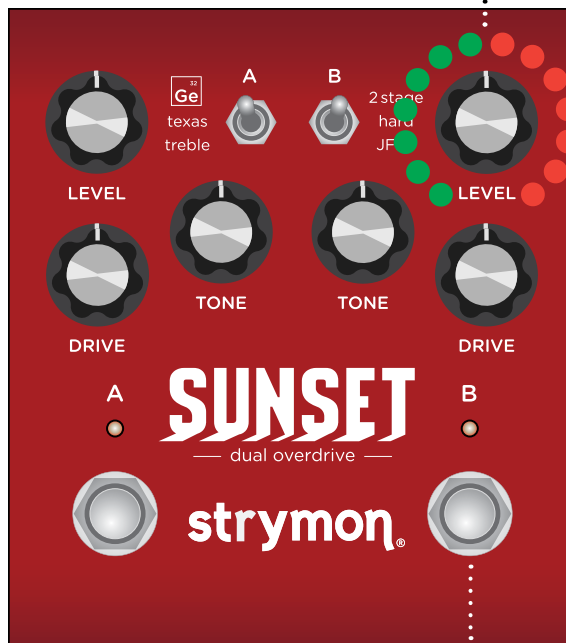 32
Ge
texas
treble
A
B
2 stage
hard
JF
LEVEL
LEVEL
TONE
TONE
DRIVE
DRIVE
A
B
SUNSET
dual overdrive
strymon®